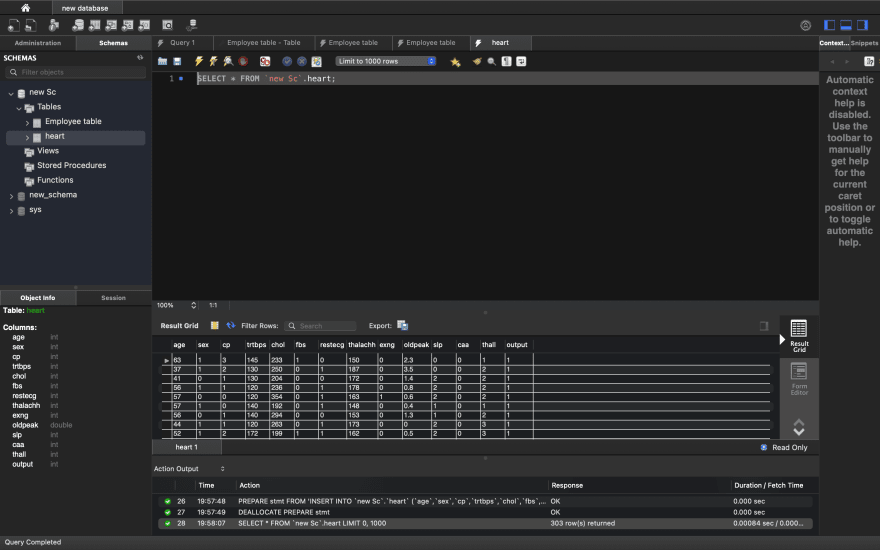 new database
Administration Schemas Query 1 Employee table - Table Employee table Employee table heart Context... Snippets
SCHEMAS
Filter objects
Limit to 1000 rows
1 SELECT * FROM `new Sc`.heart;
new Sc
Tables
Employee table
heart
Views
Stored Procedures
Functions
new_schema
sys
Automatic
context
help is
disabled.
Use the
toolbar to
manually
get help
for the
current
caret
position or
to toggle
automatic
help.
100% 1:1
Object Info Session
Table: heart
Columns:
age int
sex int
cp int
trtbps int
chol int
fbs int
restecg int
thalachh int
exng int
oldpeak double
slp int
caa int
thall int
output int
Result Grid Filter Rows: Search Export:
age sex cp trtbps chol fbs restecg thalachh exng oldpeak slp caa thall output
63 1 3 145 233 1 0 150 0 2.3 0 0 1 1
37 1 2 130 250 0 1 187 0 3.5 0 0 2 1
41 0 1 130 204 0 0 172 0 1.4 2 0 2 1
56 1 1 120 236 0 1 178 0 0.8 2 0 2 1
57 0 0 120 354 0 1 163 1 0.6 2 0 2 1
57 1 0 140 192 0 1 148 0 0.4 1 0 1 1
56 0 1 140 294 0 0 153 0 1.3 1 0 2 1
44 1 1 120 263 0 1 173 0 0 2 0 3 1
52 1 2 172 199 1 1 162 0 0.5 2 0 3 1
Result
Grid
Form
Editor
heart 1 Read Only
Action Output
Time Action Response Duration / Fetch Time
26 19:57:48 PREPARE stmt FROM 'INSERT INTO `new Sc`.`heart` (`age`,`sex`,`cp`,`trtbps`,`chol`,`fbs`,... OK 0.000 sec
27 19:57:49 DEALLOCATE PREPARE stmt OK 0.000 sec
28 19:58:07 SELECT * FROM `new Sc`.heart LIMIT 0, 1000 303 row(s) returned 0.00084 sec / 0.000...
Query Completed